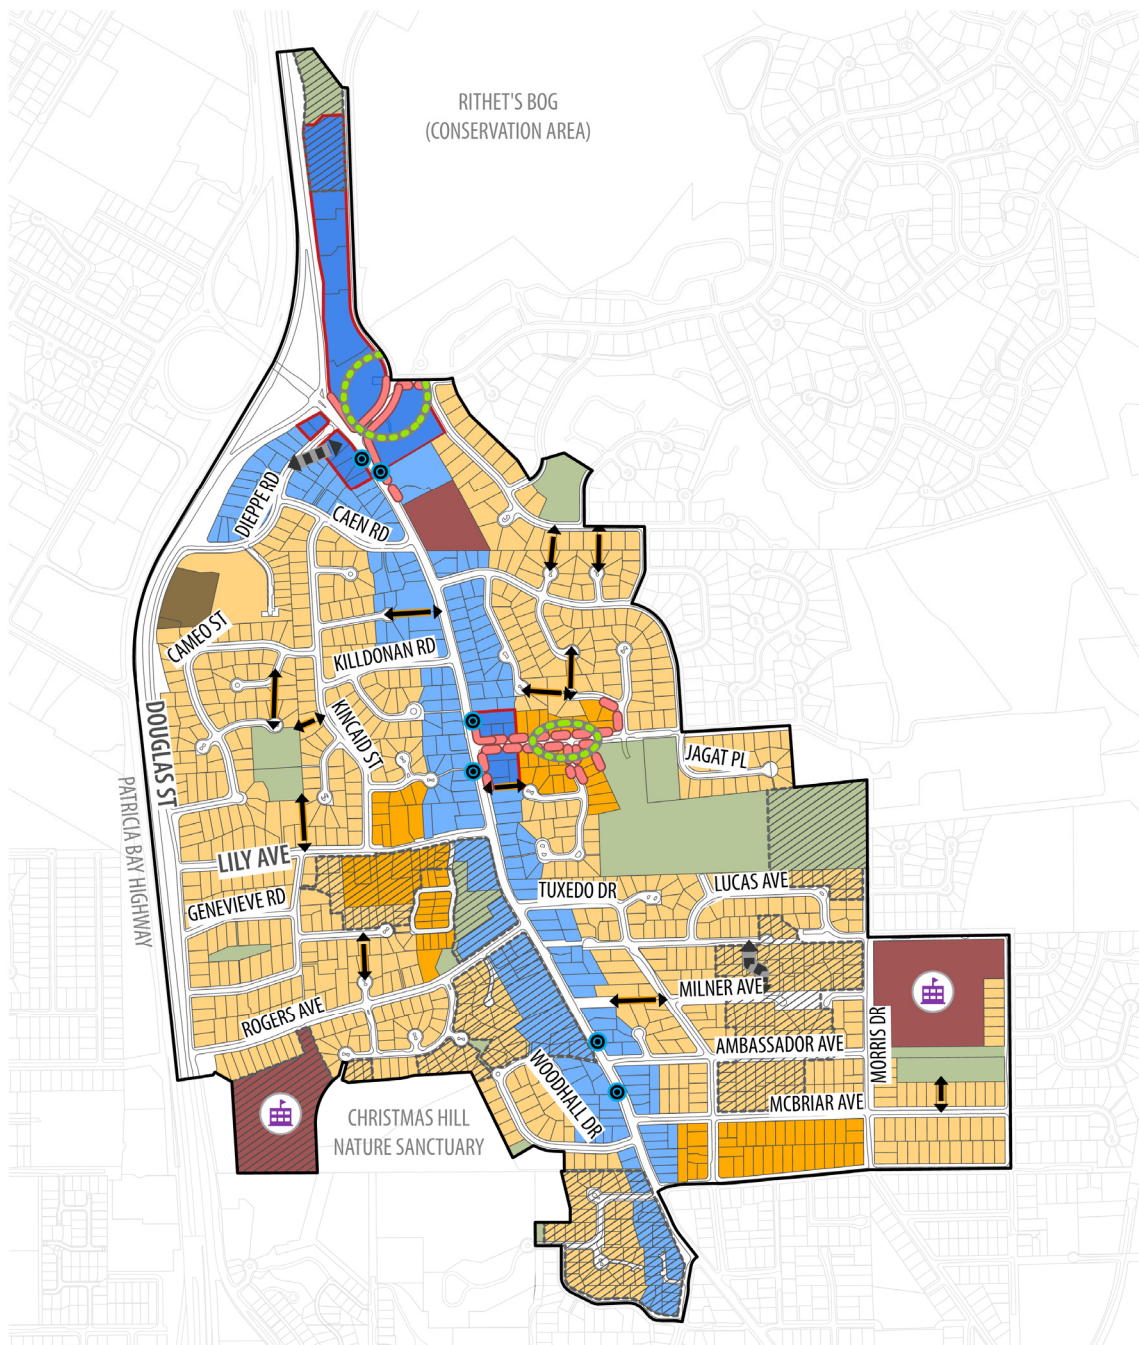 RITHET'S BOG
(CONSERVATION AREA)
DIEPPE RD
CAEN RD
CAMEO ST
KILLDONAN RD
KINCAID ST
DOUGLAS ST
PATRICIA BAY HIGHWAY
JAGAT PL
LILY AVE
TUXEDO DR
LUCAS AVE
GENEVIEVE RD
MILNER AVE
ROGERS AVE
AMBASSADOR AVE
MORRIS DR
WOODHALL DR
MCBRIAR AVE
CHRISTMAS HILL
NATURE SANCTUARY